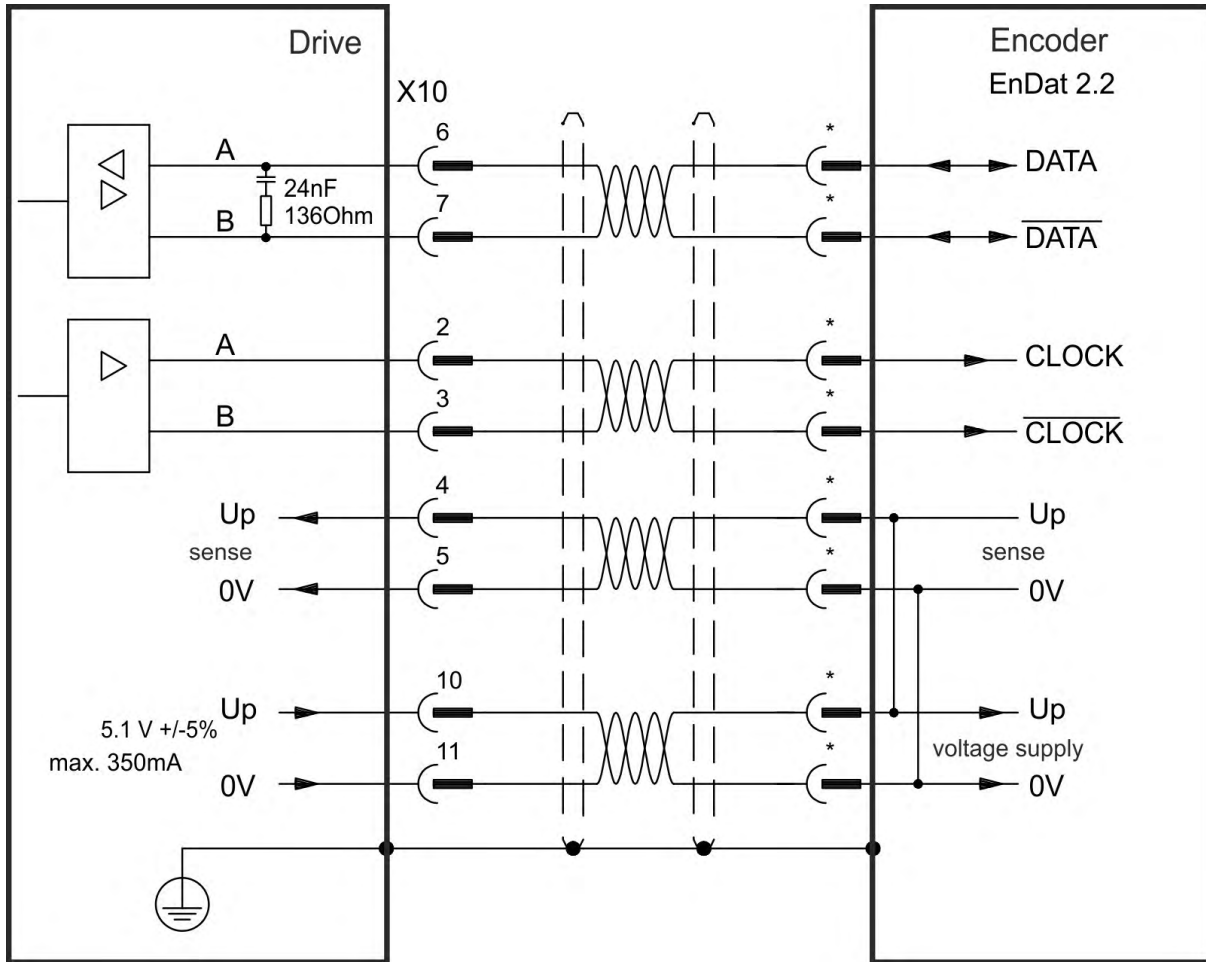 Drive
Encoder
EnDat 2.2
X10
6
*
A
DATA
24nF
136Ohm
7
*
B
DATA
2
*
A
CLOCK
3
*
B
CLOCK
4
*
Up
Up
sense
sense
5
*
0V
0V
10
*
Up
Up
5.1 V +/-5%
max. 350mA
voltage supply
11
*
0V
0V